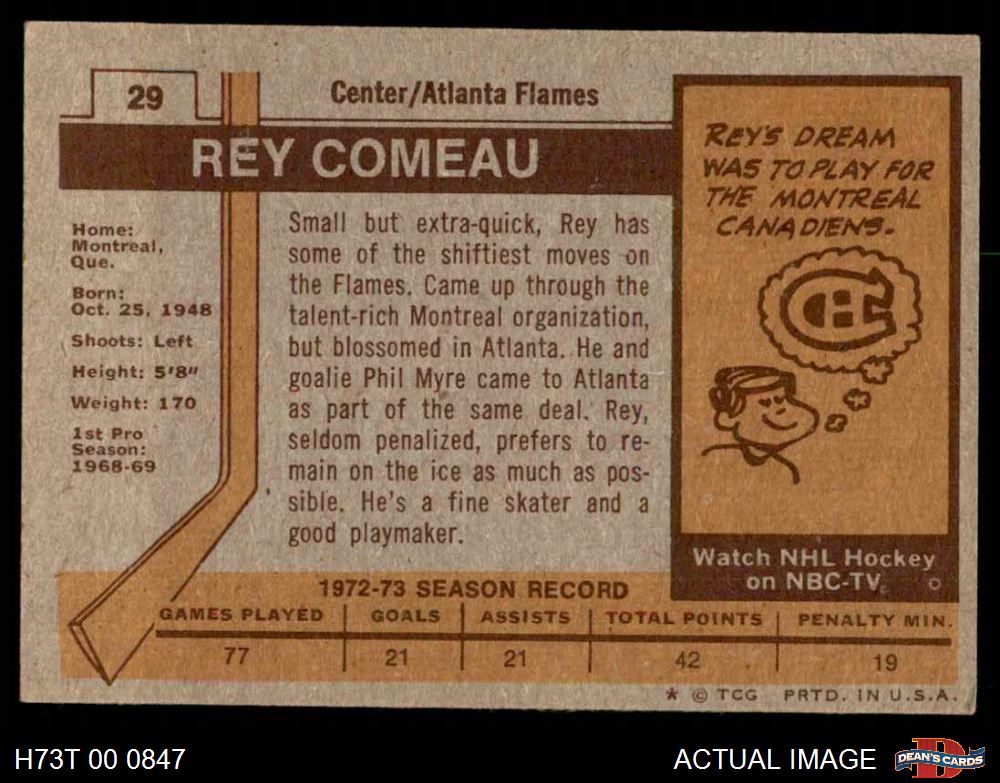 29
Center/Atlanta Flames
REY COMEAU
Home:
Montreal,
Que.
Born:
Oct. 25, 1948
Shoots: Left
Height: 5'8"
Weight: 170
1st Pro
Season:
1968-69
Small but extra-quick, Rey has
some of the shiftiest moves on
the Flames. Came up through the
talent-rich Montreal organization,
but blossomed in Atlanta. He and
goalie Phil Myre came to Atlanta
as part of the same deal. Rey,
seldom penalized, prefers to re-
main on the ice as much as pos-
sible. He's a fine skater and a
good playmaker.
REY'S DREAM
WAS TO PLAY FOR
THE MONTREAL
CANADIENS.
CH
Watch NHL Hockey
on NBC-TV.
1972-73 SEASON RECORD
GAMES PLAYED GOALS ASSISTS TOTAL POINTS PENALTY MIN.
77 21 21 42 19
* © TCG PRTD. IN U.S.A.
H73T 00 0847
ACTUAL IMAGE
D
DEAN'S CARDS